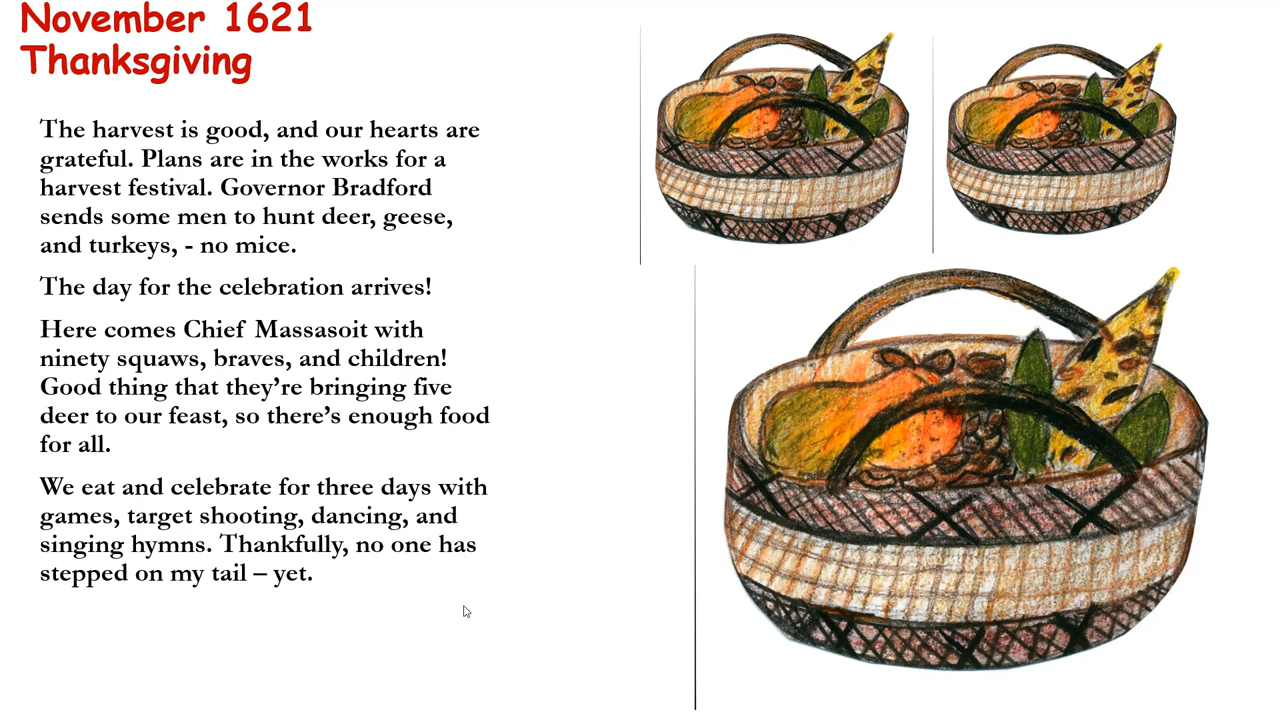 November 1621
Thanksgiving
The harvest is good, and our hearts are
grateful. Plans are in the works for a
harvest festival. Governor Bradford
sends some men to hunt deer, geese,
and turkeys, - no mice.
The day for the celebration arrives!
Here comes Chief Massasoit with
ninety squaws, braves, and children!
Good thing that they’re bringing five
deer to our feast, so there’s enough food
for all.
We eat and celebrate for three days with
games, target shooting, dancing, and
singing hymns. Thankfully, no one has
stepped on my tail – yet.